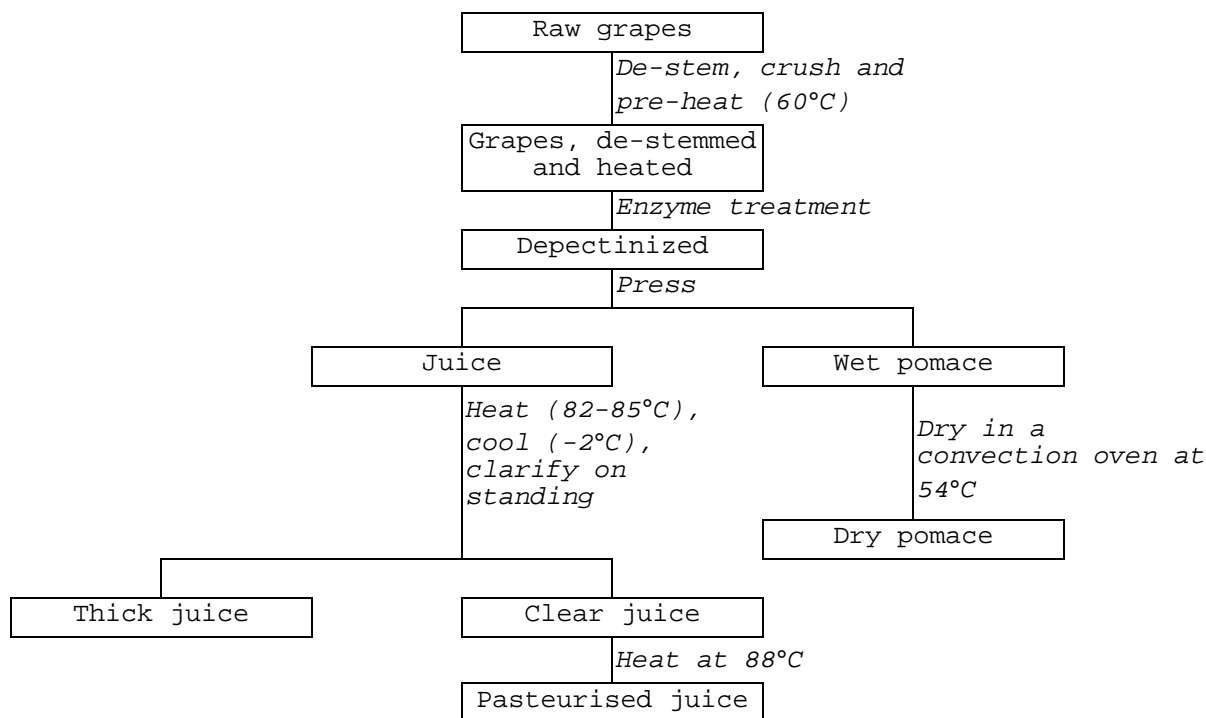 Raw grapes
De-stem, crush and
pre-heat (60°C)
Grapes, de-stemmed
and heated
Enzyme treatment
Depectinized
Press
Juice
Wet pomace
Heat (82-85°C),
cool (-2°C),
clarify on
standing
Dry in a
convection oven at
54°C
Dry pomace
Thick juice
Clear juice
Heat at 88°C
Pasteurised juice